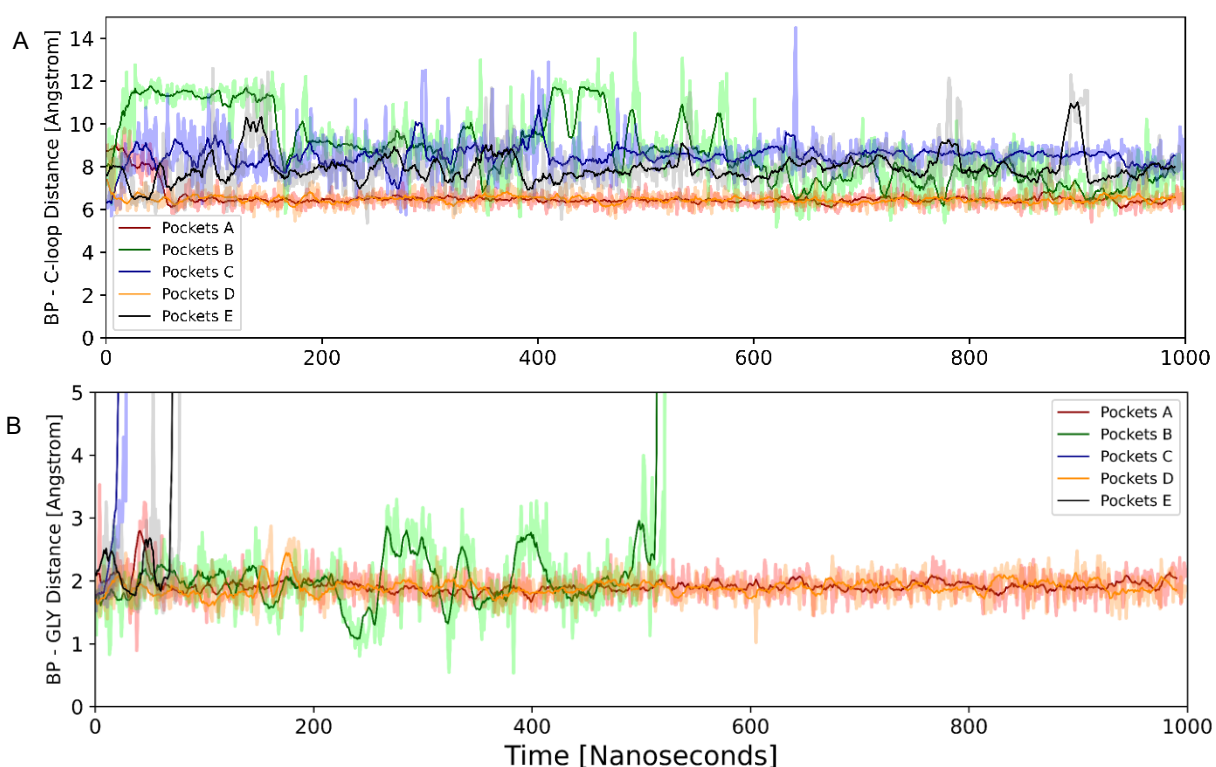 A
BP - C-loop Distance [Angstrom]
14
12
10
8
6
4
2
0
Pockets A
Pockets B
Pockets C
Pockets D
Pockets E
0 200 400 600 800 1000
B
BP - GLY Distance [Angstrom]
5
4
3
2
1
0
Pockets A
Pockets B
Pockets C
Pockets D
Pockets E
0 200 400 600 800 1000
Time [Nanoseconds]